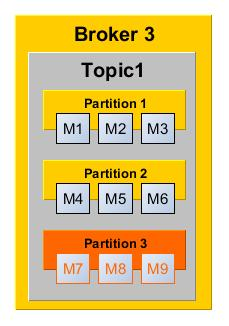 Broker 3
Topic1
Partition 1
M1 M2 M3
Partition 2
M4 M5 M6
Partition 3
M7 M8 M9